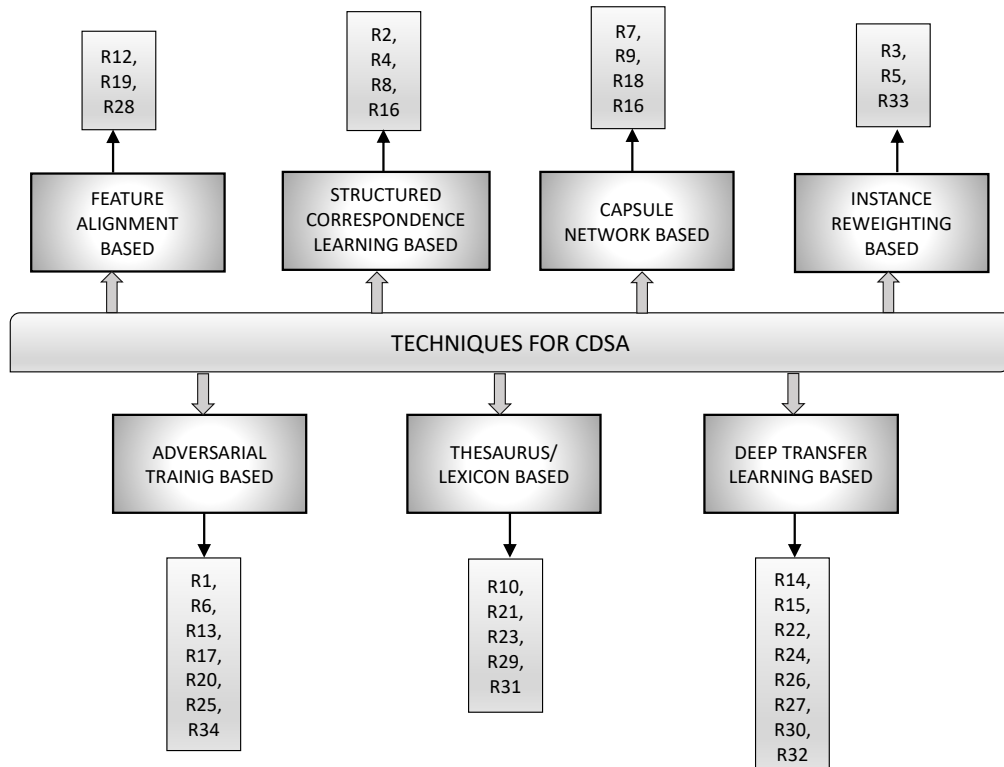 R12,
R19,
R28
R2,
R4,
R8,
R16
R7,
R9,
R18
R16
R3,
R5,
R33
FEATURE
ALIGNMENT
BASED
STRUCTURED
CORRESPONDENCE
LEARNING BASED
CAPSULE
NETWORK BASED
INSTANCE
REWEIGHTING
BASED
TECHNIQUES FOR CDSA
ADVERSARIAL
TRAINIG BASED
THESAURUS/
LEXICON BASED
DEEP TRANSFER
LEARNING BASED
R1,
R6,
R13,
R17,
R20,
R25,
R34
R10,
R21,
R23,
R29,
R31
R14,
R15,
R22,
R24,
R26,
R27,
R30,
R32